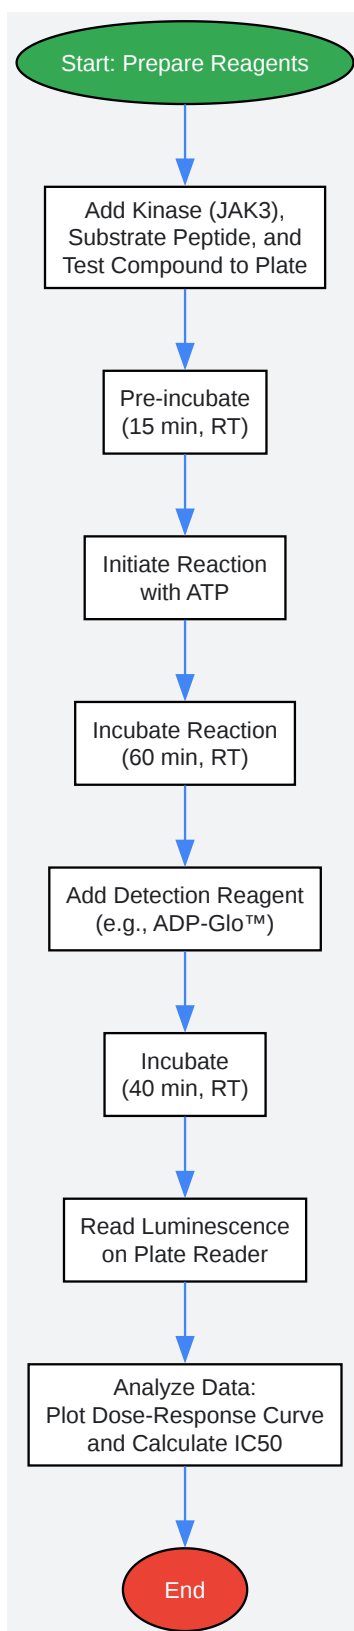 Start: Prepare Reagents
Add Kinase (JAK3),
Substrate Peptide, and
Test Compound to Plate
Pre-incubate
(15 min, RT)
Initiate Reaction
with ATP
Incubate Reaction
(60 min, RT)
Add Detection Reagent
(e.g., ADP-Glo™)
Incubate
(40 min, RT)
Read Luminescence
on Plate Reader
Analyze Data:
Plot Dose-Response Curve
and Calculate IC50
End